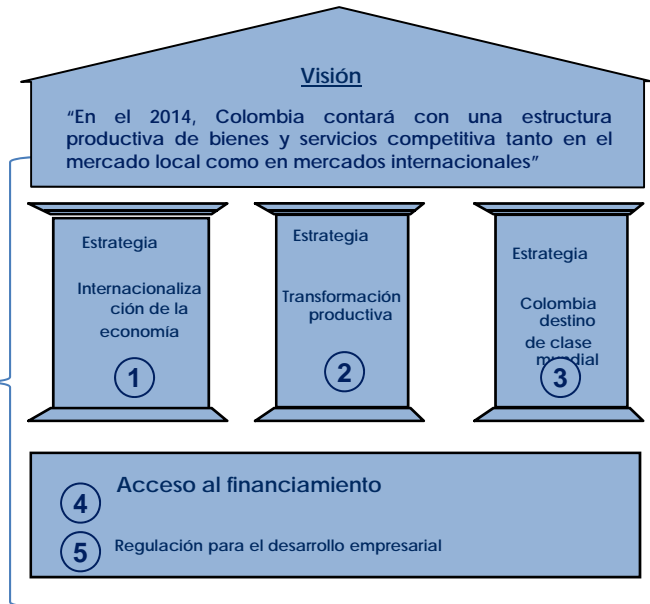 Visión
“En el 2014, Colombia contará con una estructura
productiva de bienes y servicios competitiva tanto en el
mercado local como en mercados internacionales”
Estrategia
Internacionaliza
ción de la
economía
1
Estrategia
Transformación
productiva
2
Estrategia
Colombia
destino
de clase
mundial
3
4
Acceso al financiamiento
5
Regulación para el desarrollo empresarial